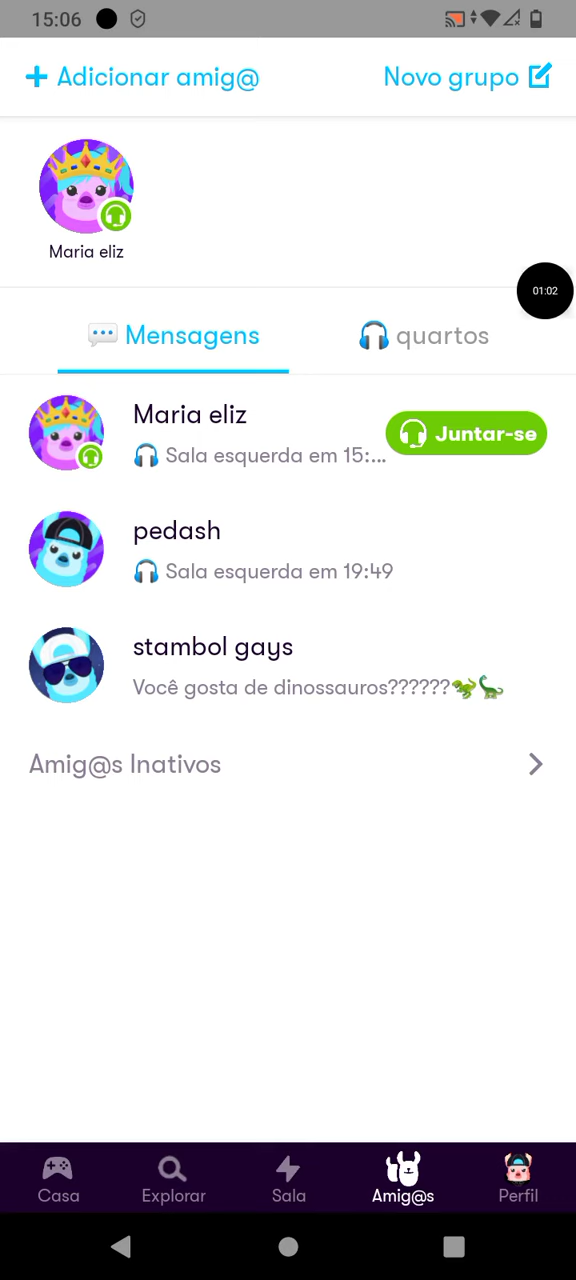 15:06
Adicionar amig@
Novo grupo
Maria eliz
01:02
Mensagens
quartos
Maria eliz
Sala esquerda em 15:...
Juntar-se
pedash
Sala esquerda em 19:49
stambol gays
Você gosta de dinossauros??????🦖🦕
Amig@s Inativos
Casa
Explorar
Sala
Amig@s
Perfil